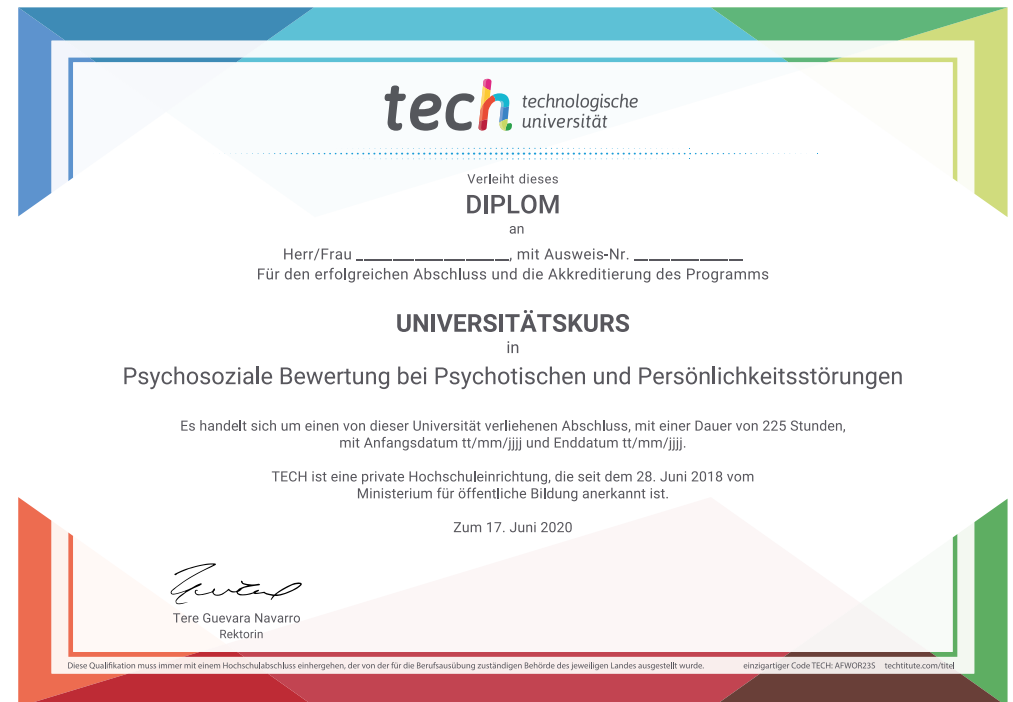 tech technologische
universität
Verleiht dieses
DIPLOM
an
Herr/Frau ____________________, mit Ausweis-Nr. ______________
Für den erfolgreichen Abschluss und die Akkreditierung des Programms
UNIVERSITÄTSKURS
in
Psychosoziale Bewertung bei Psychotischen und Persönlichkeitsstörungen
Es handelt sich um einen von dieser Universität verliehenen Abschluss, mit einer Dauer von 225 Stunden,
mit Anfangsdatum tt/mm/jjjj und Enddatum tt/mm/jjjj.
TECH ist eine private Hochschuleinrichtung, die seit dem 28. Juni 2018 vom
Ministerium für öffentliche Bildung anerkannt ist.
Zum 17. Juni 2020
Tere Guevara Navarro
Rektorin
Diese Qualifikation muss immer mit einem Hochschulabschluss einhergehen, der von der für die Berufsausübung zuständigen Behörde des jeweiligen Landes ausgestellt wurde. einzigartiger Code TECH: AFWOR23S techtitute.com/titel